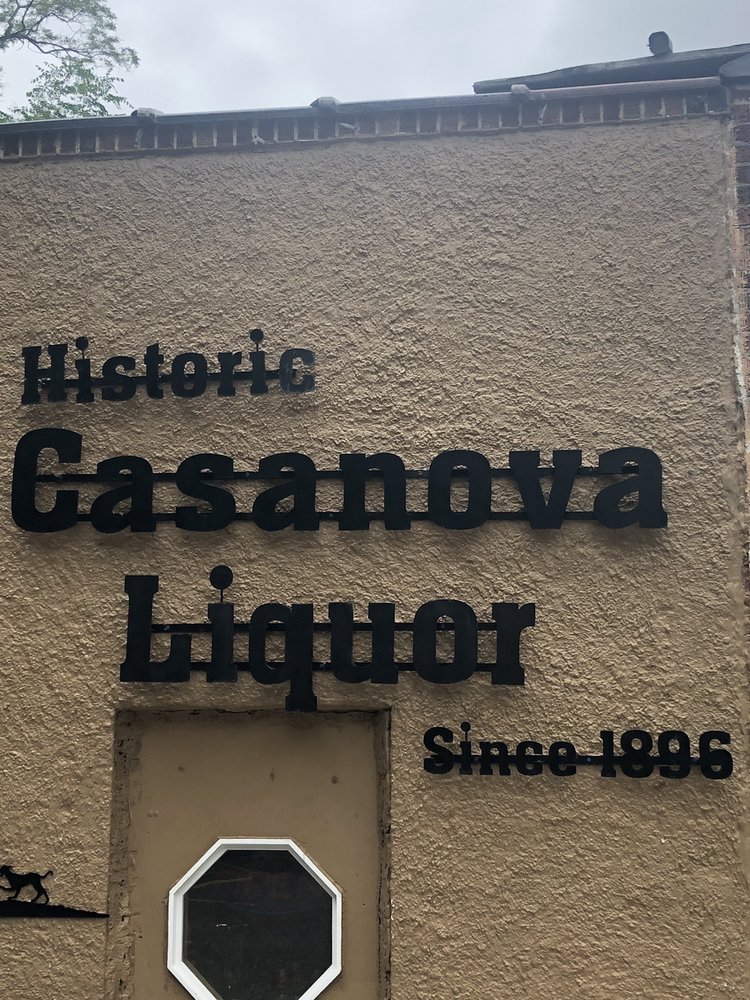 Historic
Casanova
Liquor
Since 1896